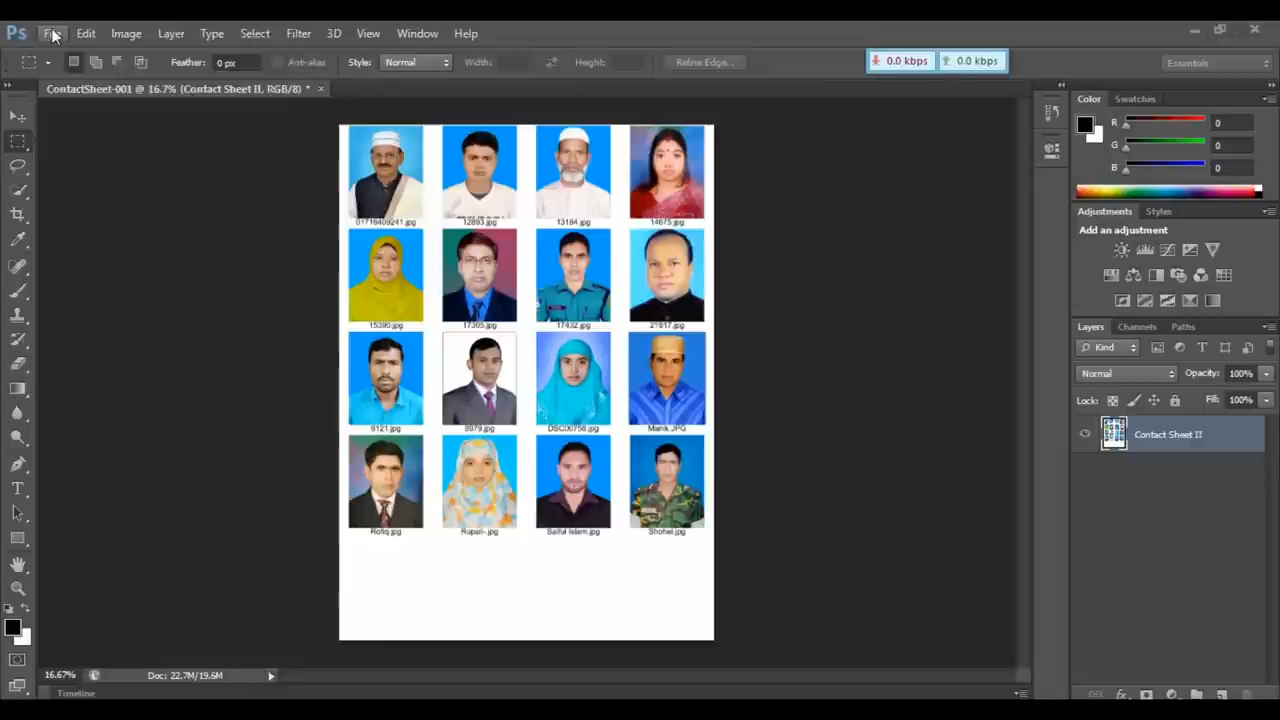 Ps File Edit Image Layer Type Select Filter 3D View Window Help
Feather: 0 px Anti-alias Style: Normal Width: Height: Refine Edge... 0.0 kbps 0.0 kbps Essentials
ContactSheet-001 @ 16.7% (Contact Sheet II, RGB/8) * ×
01716409241.jpg 12893.jpg 13184.jpg 14675.jpg
15390.jpg 17305.jpg 17432.jpg 21917.jpg
6121.jpg 8979.jpg DSC00758.jpg Manik.JPG
Rofiq.jpg Rupali-.jpg Saiful Islam.jpg Shohel.jpg
Color Swatches
R 0
G 0
B 0
Adjustments Styles
Add an adjustment
Layers Channels Paths
Kind
Normal Opacity: 100%
Lock: Fill: 100%
Contact Sheet II
16.67% Doc: 22.7M/19.6M
Timeline